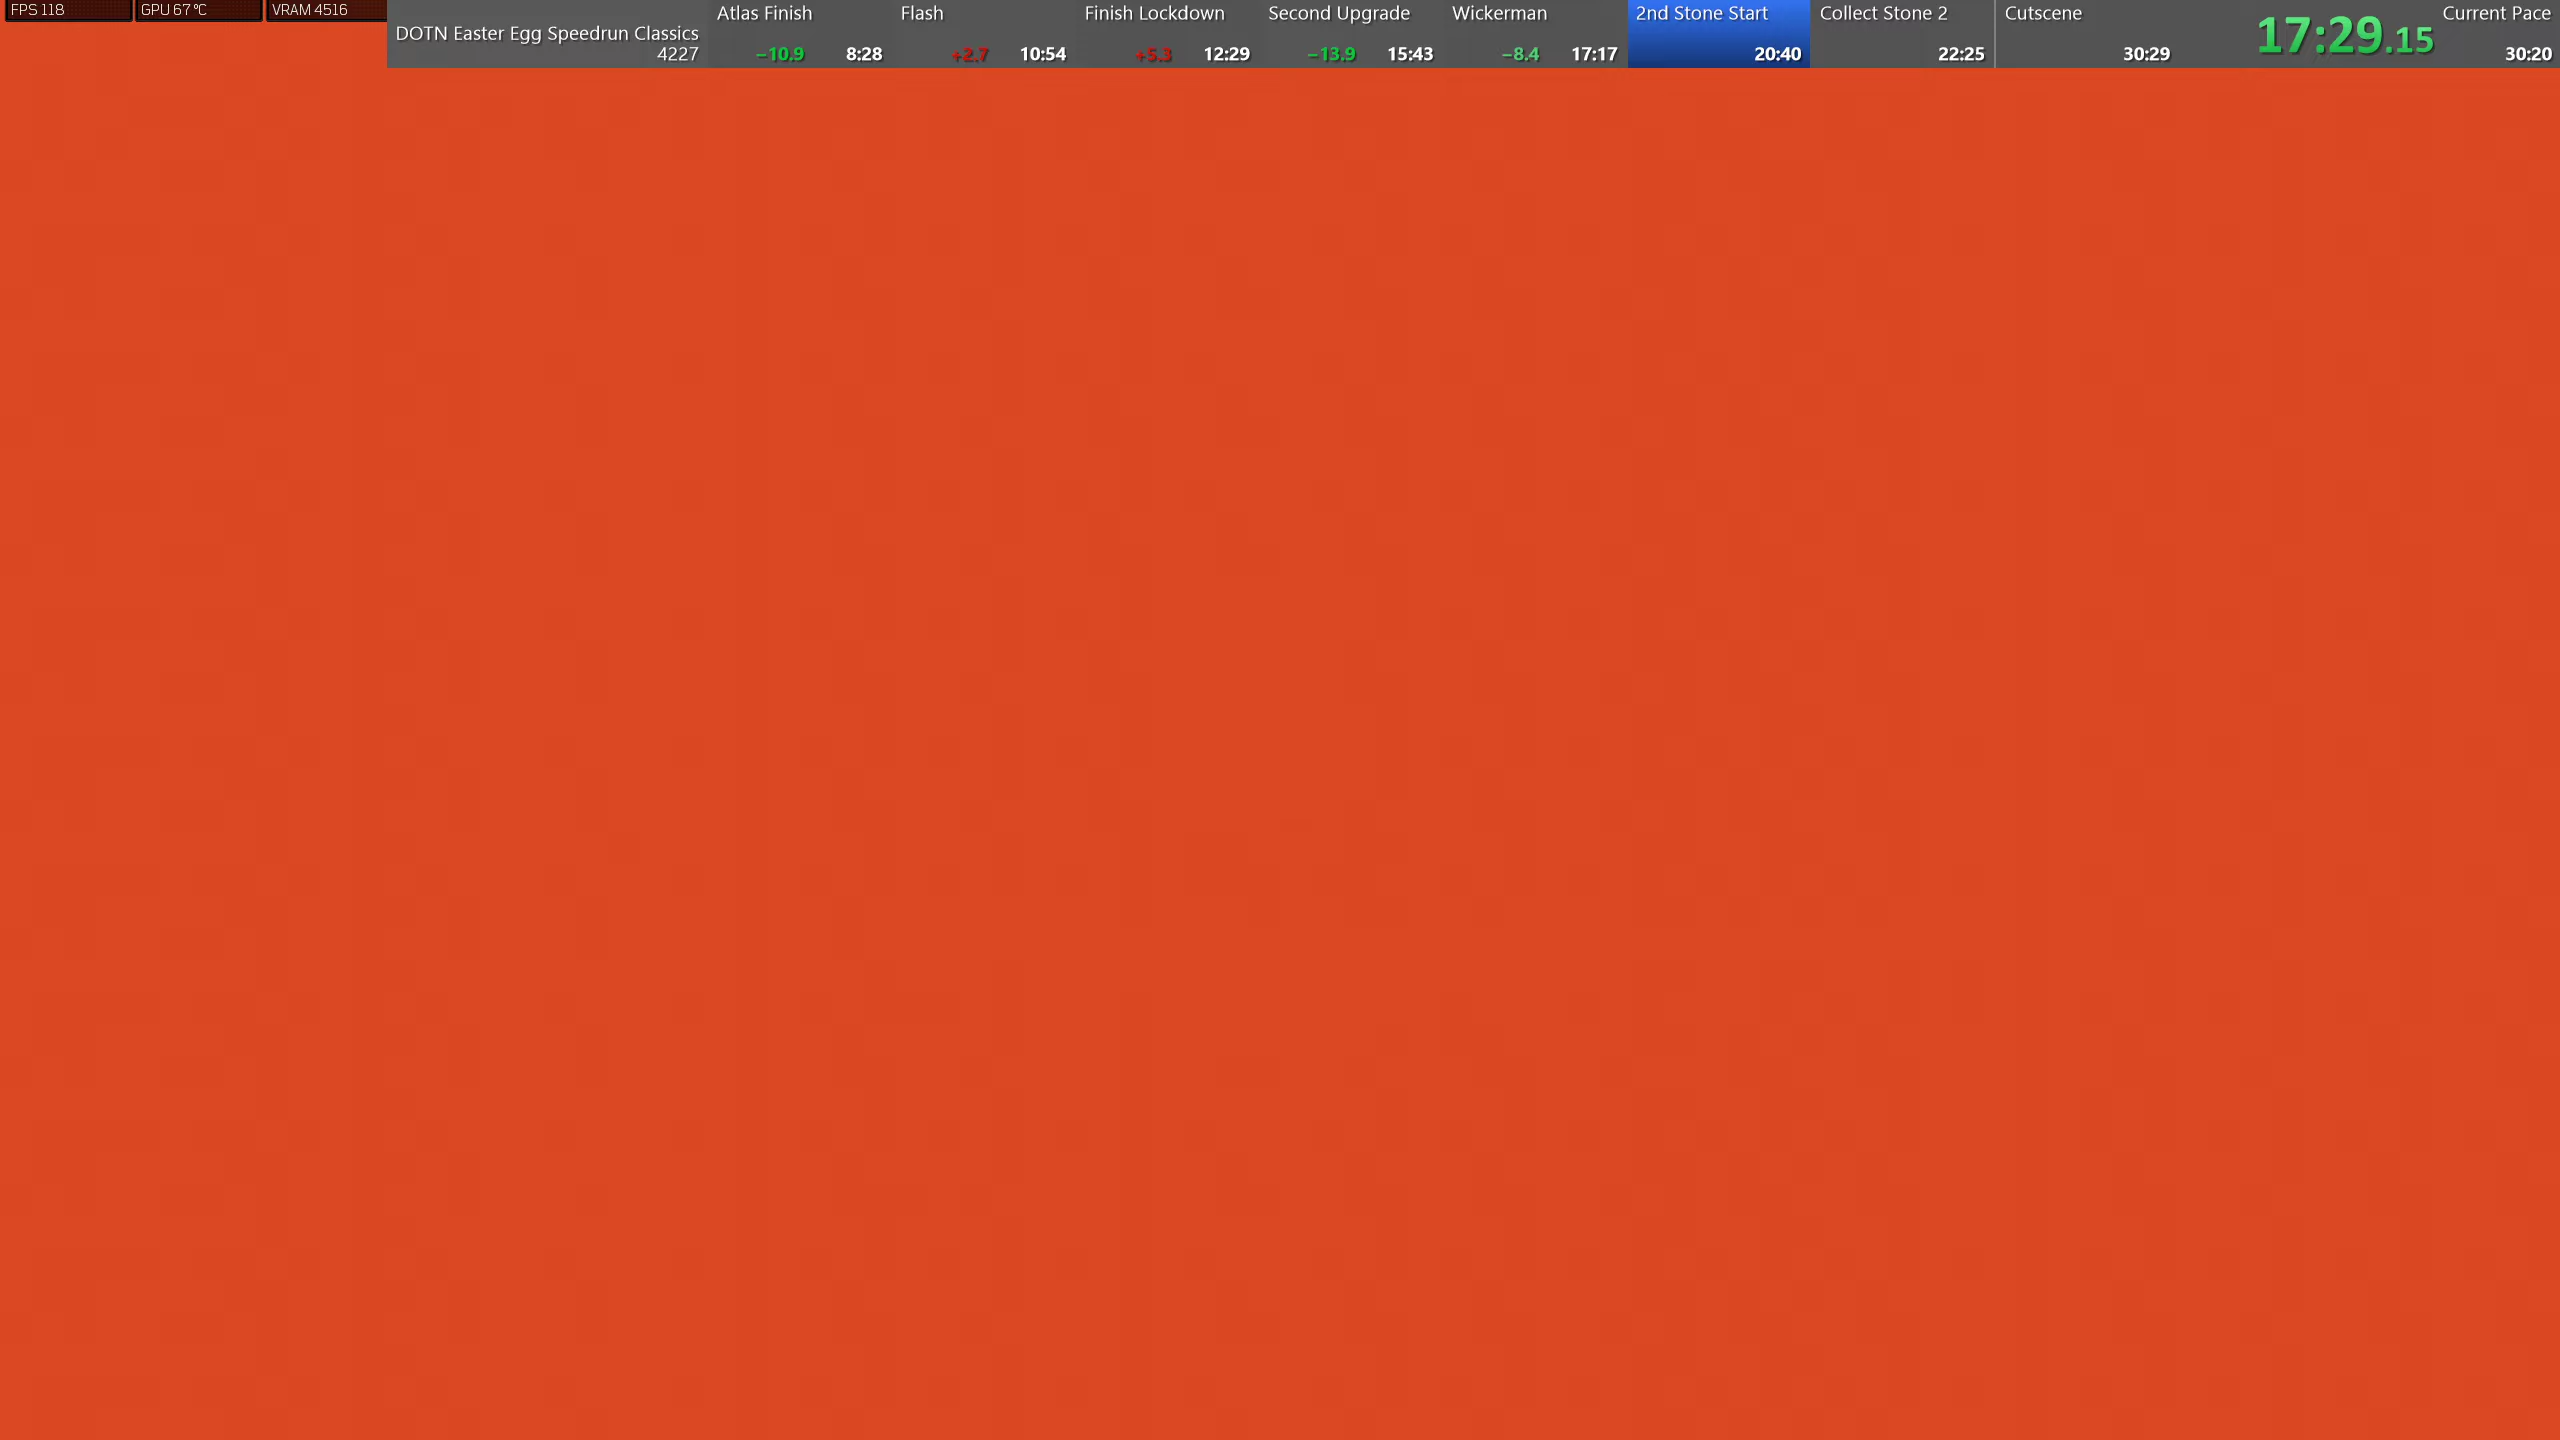 FPS 118
GPU 67 °C
VRAM 4516
DOTN Easter Egg Speedrun Classics
4227
Atlas Finish
−10.9 8:28
Flash
+2.7 10:54
Finish Lockdown
+5.3 12:29
Second Upgrade
−13.9 15:43
Wickerman
−8.4 17:17
2nd Stone Start
20:40
Collect Stone 2
22:25
Cutscene
30:29
17:29.15
Current Pace
30:20